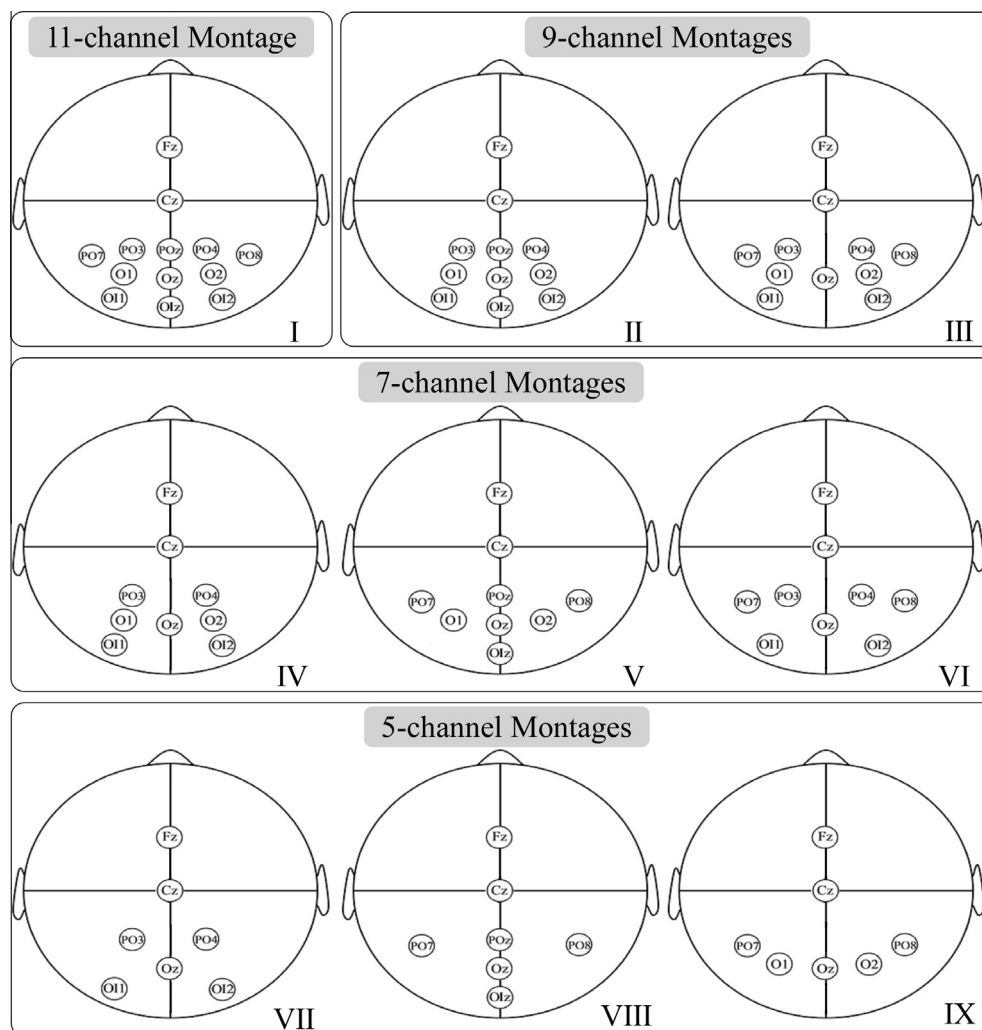 11-channel Montage
9-channel Montages
Fz
Cz
PO7 PO3 POz PO4 PO8
O1 Oz O2
OI1 OIz OI2
I
Fz
Cz
PO3 POz PO4
O1 Oz O2
OI1 OIz OI2
II
Fz
Cz
PO7 PO3 PO4 PO8
O1 Oz O2
OI1 OI2
III
7-channel Montages
Fz
Cz
PO3 PO4
O1 Oz O2
OI1 OI2
IV
Fz
Cz
PO7 POz PO8
O1 Oz O2
OIz
V
Fz
Cz
PO7 PO3 PO4 PO8
Oz
OI1 OI2
VI
5-channel Montages
Fz
Cz
PO3 PO4
Oz
OI1 OI2
VII
Fz
Cz
PO7 POz PO8
Oz
OIz
VIII
Fz
Cz
PO7 PO8
O1 Oz O2
IX